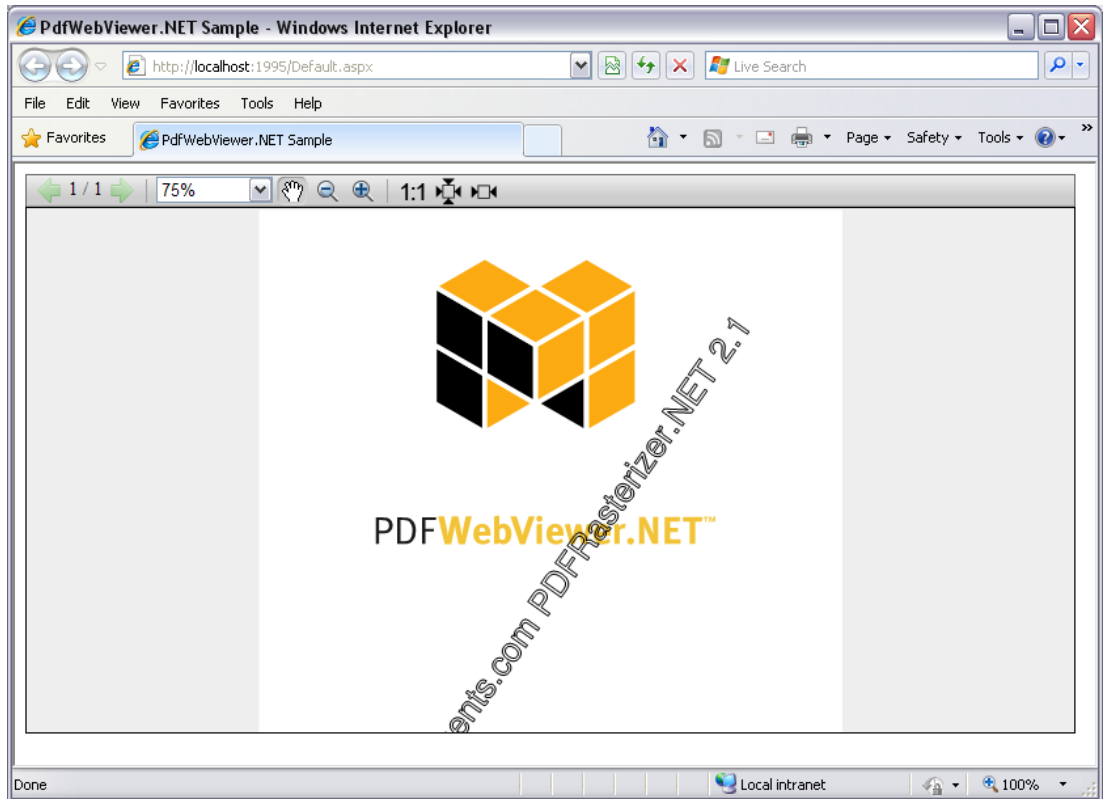 PdfWebViewer.NET Sample - Windows Internet Explorer
http://localhost:1995/Default.aspx
Live Search
File Edit View Favorites Tools Help
Favorites
PdfWebViewer.NET Sample
Page Safety Tools
1 / 1
75%
1:1
PDFWebViewer.NET™
ents.com PDFRasterizer.NET 2.1
Done
Local intranet
100%